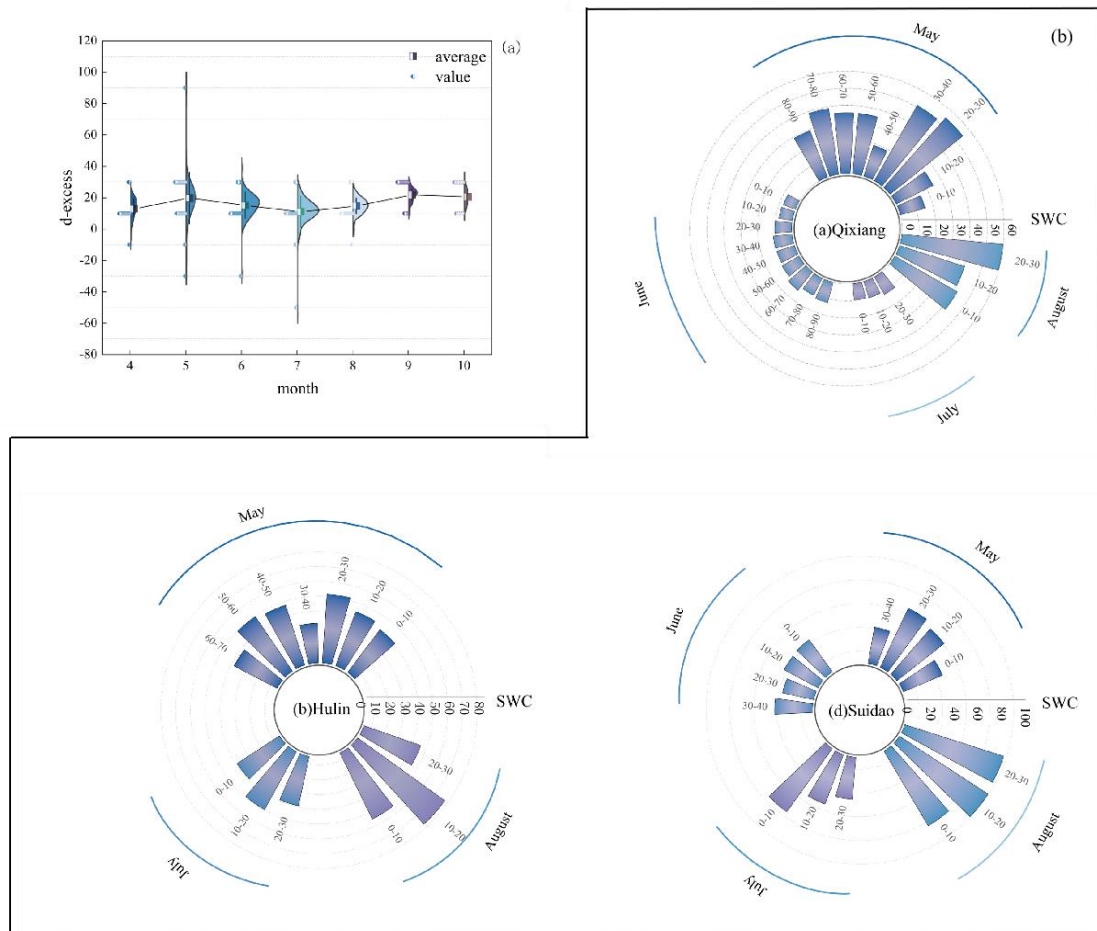 (a)
average
value
120
100
80
60
40
20
0
-20
-40
-60
-80
d-excess
4 5 6 7 8 9 10
month
(b)
May
70-80
60-70
50-60
30-40
20-30
80-90
40-50
10-20
0-10
0-10
10-20
20-30
30-40
40-50
50-60
60-70
70-80
80-90
0-10
10-20
20-30
20-30
10-20
0-10
(a)Qixiang
0 10 20 30 40 50 60
SWC
June
July
August
May
60-70
50-60
40-50
30-40
20-30
10-20
0-10
(b)Hulin
0 10 20 30 40 50 60 70 80
SWC
0-10
10-20
20-30
0-10
10-20
20-30
July
August
May
June
30-40
20-30
10-20
0-10
0-10
10-20
20-30
30-40
(d)Suidao
0 20 40 60 80 100
SWC
0-10
10-20
20-30
0-10
10-20
20-30
July
August